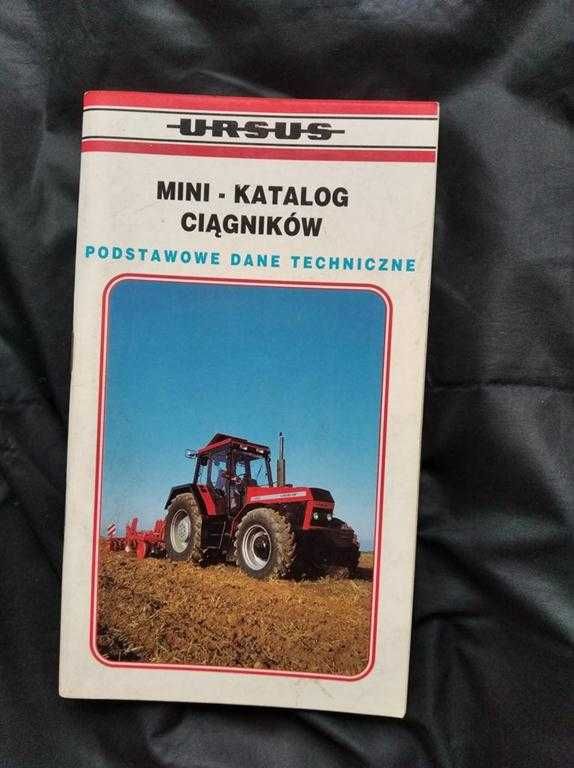 URSUS
MINI - KATALOG
CIĄGNIKÓW
PODSTAWOWE DANE TECHNICZNE